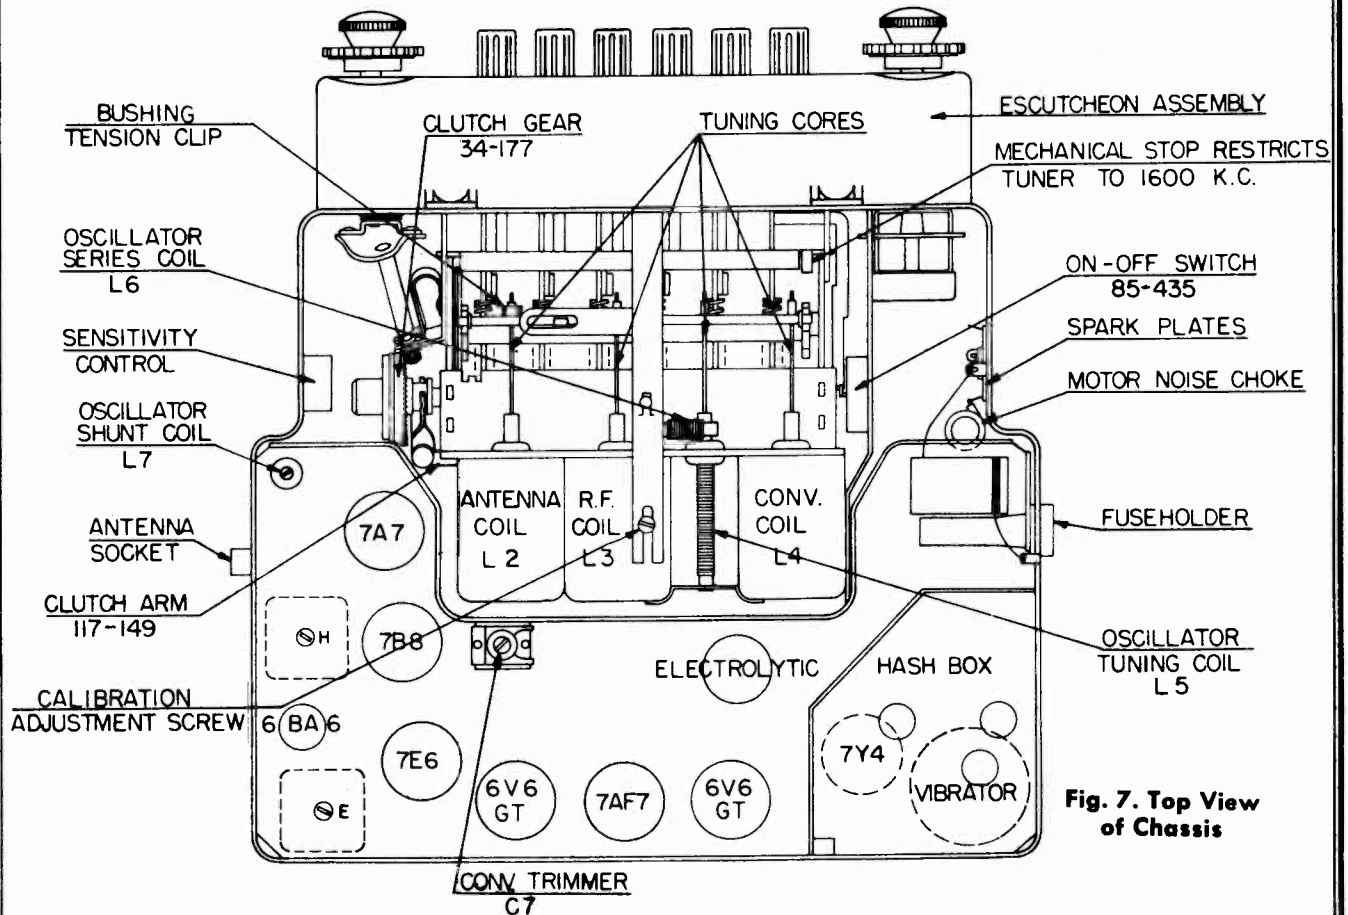 BUSHING
TENSION CLIP
CLUTCH GEAR
34-177
TUNING CORES
ESCUTCHEON ASSEMBLY
MECHANICAL STOP RESTRICTS
TUNER TO 1600 K.C.
OSCILLATOR
SERIES COIL
L6
ON-OFF SWITCH
85-435
SENSITIVITY
CONTROL
SPARK PLATES
MOTOR NOISE CHOKE
OSCILLATOR
SHUNT COIL
L7
ANTENNA
COIL
L2
R.F.
COIL
L3
CONV.
COIL
L4
ANTENNA
SOCKET
7A7
FUSEHOLDER
CLUTCH ARM
117-149
H
7B8
ELECTROLYTIC
HASH BOX
OSCILLATOR
TUNING COIL
L5
CALIBRATION
ADJUSTMENT SCREW
6BA6
7E6
7Y4
E
6V6
GT
7AF7
6V6
GT
VIBRATOR
Fig. 7. Top View
of Chassis
CONV. TRIMMER
C7